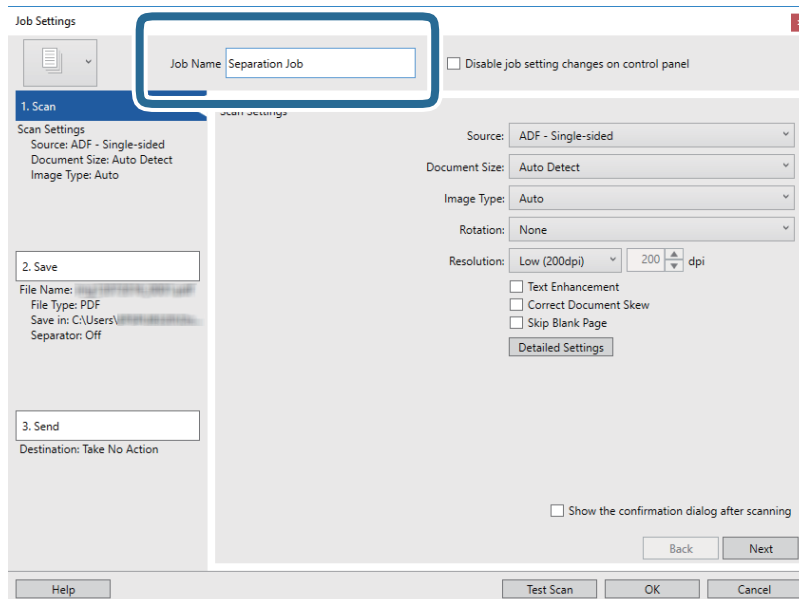 Job Settings
Job Name Separation Job
Disable job setting changes on control panel
1. Scan
Scan Settings
Source: ADF - Single-sided
Document Size: Auto Detect
Image Type: Auto
2. Save
File Name:
File Type: PDF
Save in: C:\Users\
Separator: Off
3. Send
Destination: Take No Action
Scan Settings
Source: ADF - Single-sided
Document Size: Auto Detect
Image Type: Auto
Rotation: None
Resolution: Low (200dpi) 200 dpi
Text Enhancement
Correct Document Skew
Skip Blank Page
Detailed Settings
Show the confirmation dialog after scanning
Back Next
Help Test Scan OK Cancel